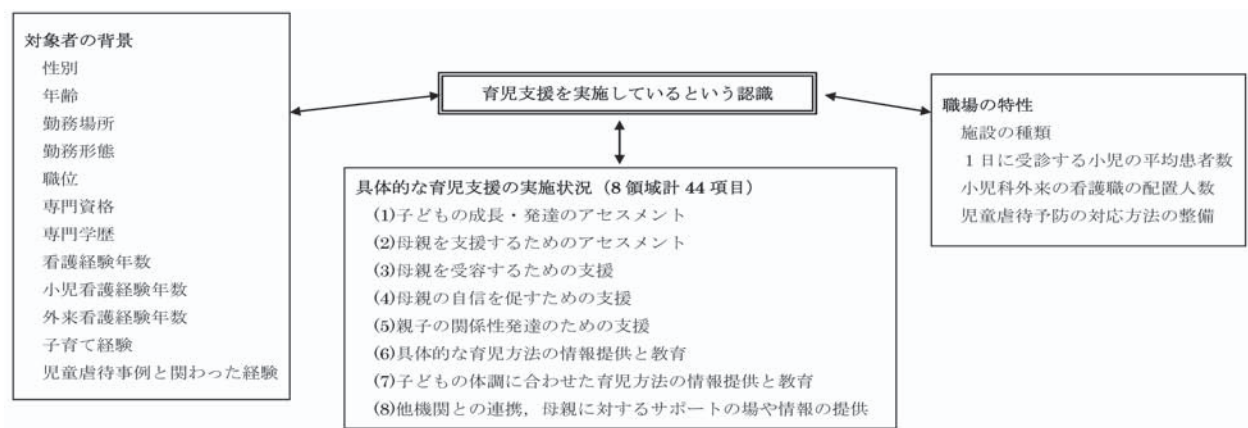 対象者の背景
性別
年齢
勤務場所
勤務形態
職位
専門資格
専門学歴
看護経験年数
小児看護経験年数
外来看護経験年数
子育て経験
児童虐待事例と関わった経験
育児支援を実施しているという認識
具体的な育児支援の実施状況（8領域計44項目）
(1)子どもの成長・発達のアセスメント
(2)母親を支援するためのアセスメント
(3)母親を受容するための支援
(4)母親の自信を促すための支援
(5)親子の関係性発達のための支援
(6)具体的な育児方法の情報提供と教育
(7)子どもの体調に合わせた育児方法の情報提供と教育
(8)他機関との連携，母親に対するサポートの場や情報の提供
職場の特性
施設の種類
１日に受診する小児の平均患者数
小児科外来の看護職の配置人数
児童虐待予防の対応方法の整備